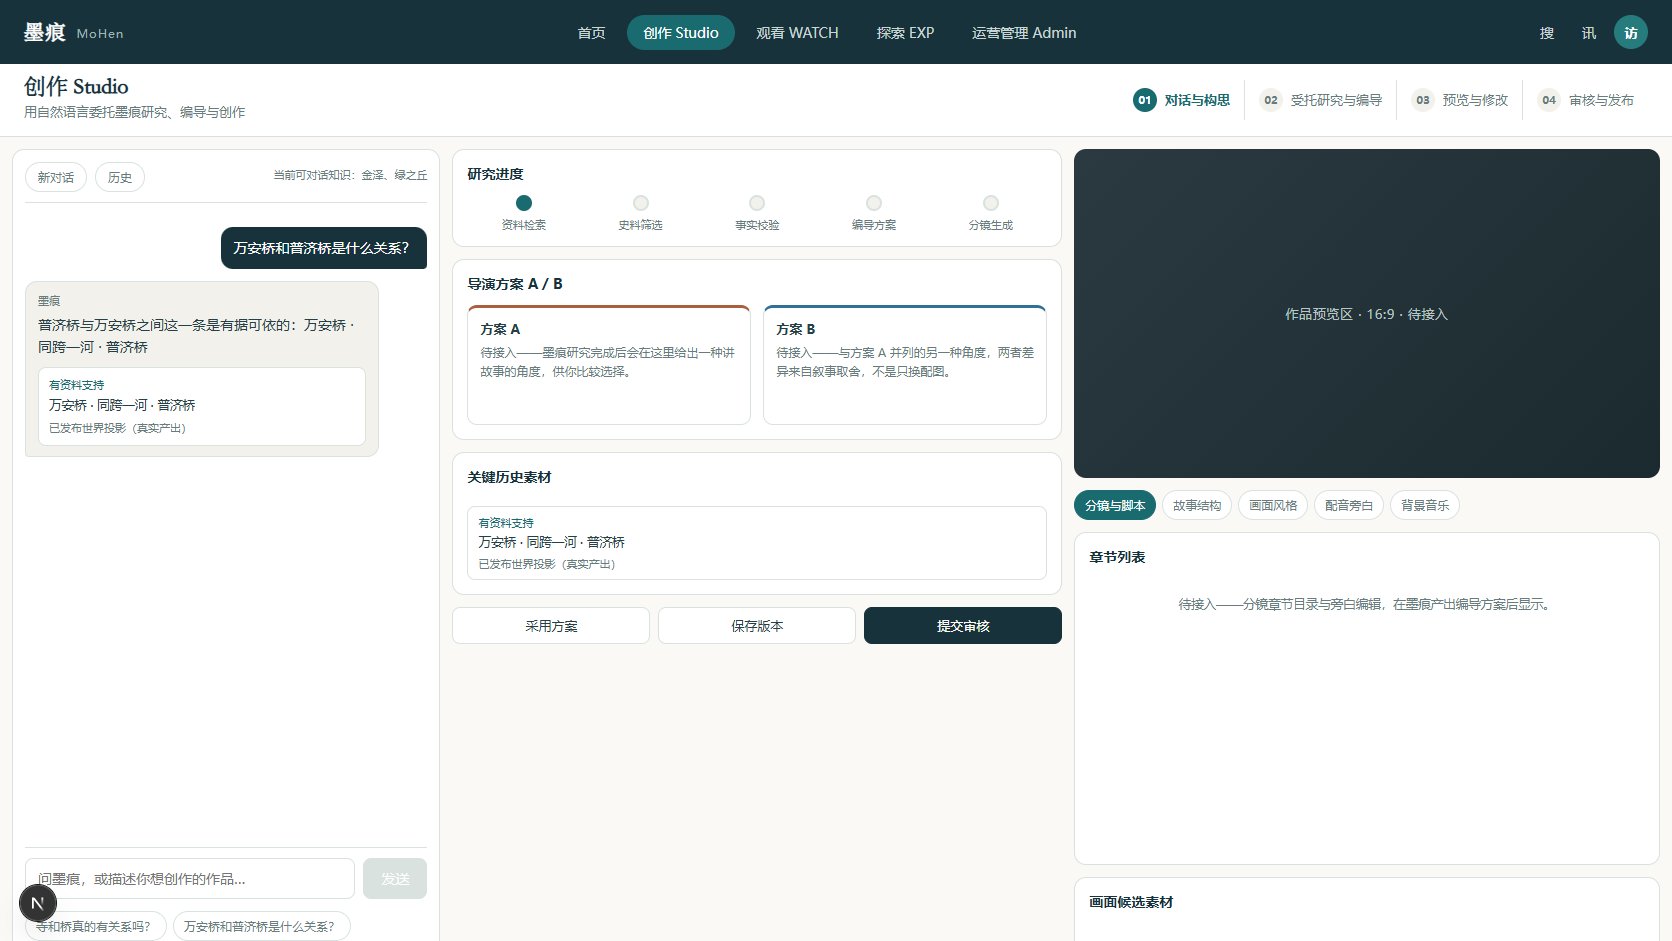 墨痕 MoHen
首页
创作 Studio
观看 WATCH
探索 EXP
运营管理 Admin
搜
讯
访
创作 Studio
用自然语言委托墨痕研究、编导与创作
01 对话与构思
02 受托研究与编导
03 预览与修改
04 审核与发布
新对话
历史
当前可对话知识：金泽、绿之丘
万安桥和普济桥是什么关系？
墨痕
普济桥与万安桥之间这一条是有据可依的：万安桥 ·
同跨一河 · 普济桥
有资料支持
万安桥 · 同跨一河 · 普济桥
已发布世界投影（真实产出）
问墨痕，或描述你想创作的作品...
发送
N
寺和桥真的有关系吗？
万安桥和普济桥是什么关系？
研究进度
资料检索
史料筛选
事实校验
编导方案
分镜生成
导演方案 A / B
方案 A
待接入——墨痕研究完成后会在这里给出一种讲
故事的角度，供你比较选择。
方案 B
待接入——与方案 A 并列的另一种角度，两者差
异来自叙事取舍，不是只换配图。
关键历史素材
有资料支持
万安桥 · 同跨一河 · 普济桥
已发布世界投影（真实产出）
采用方案
保存版本
提交审核
作品预览区 · 16:9 · 待接入
分镜与脚本
故事结构
画面风格
配音旁白
背景音乐
章节列表
待接入——分镜章节目录与旁白编辑，在墨痕产出编导方案后显示。
画面候选素材